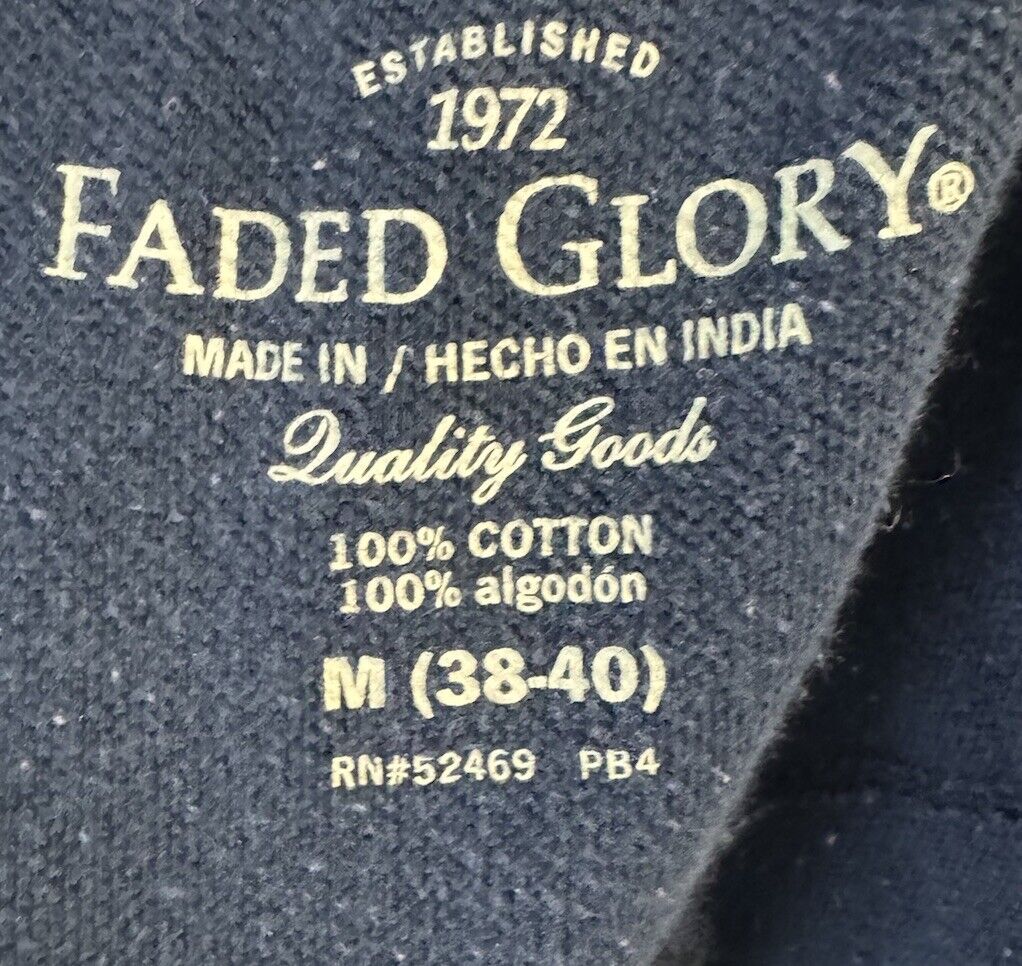 ESTABLISHED
1972
FADED GLORY®
MADE IN / HECHO EN INDIA
Quality Goods
100% COTTON
100% algodón
M (38-40)
RN#52469 PB4